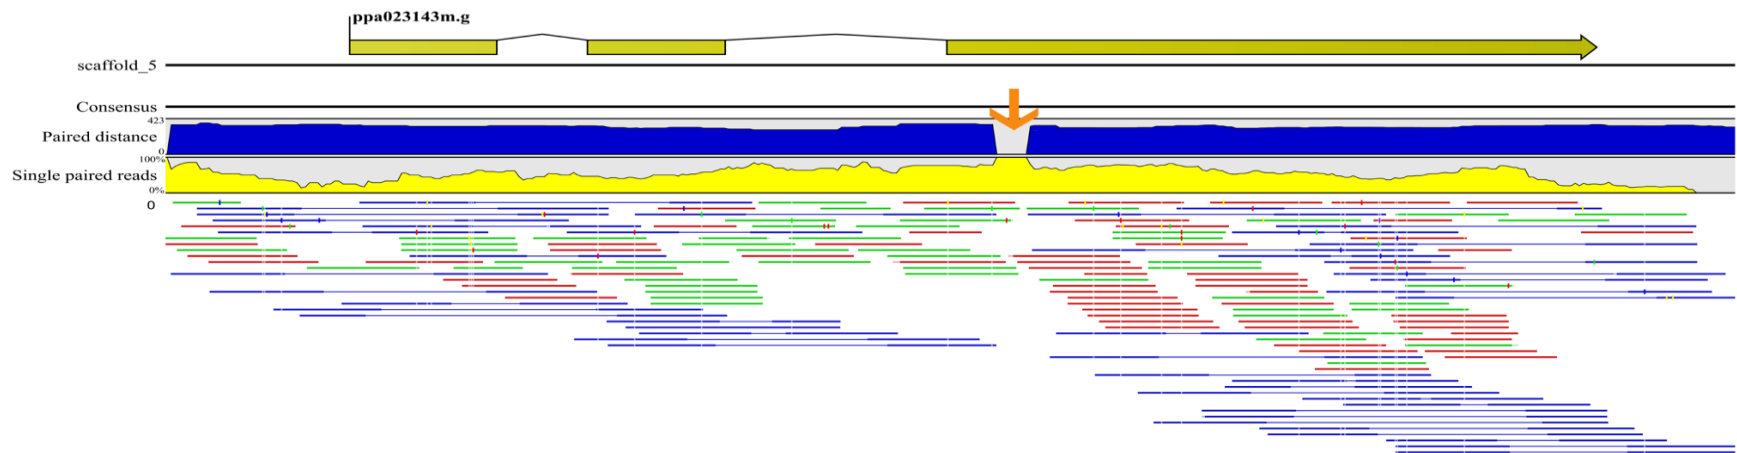 ppa023143m.g
scaffold_5
Consensus
423
Paired distance
0
100%
Single paired reads
0%
0